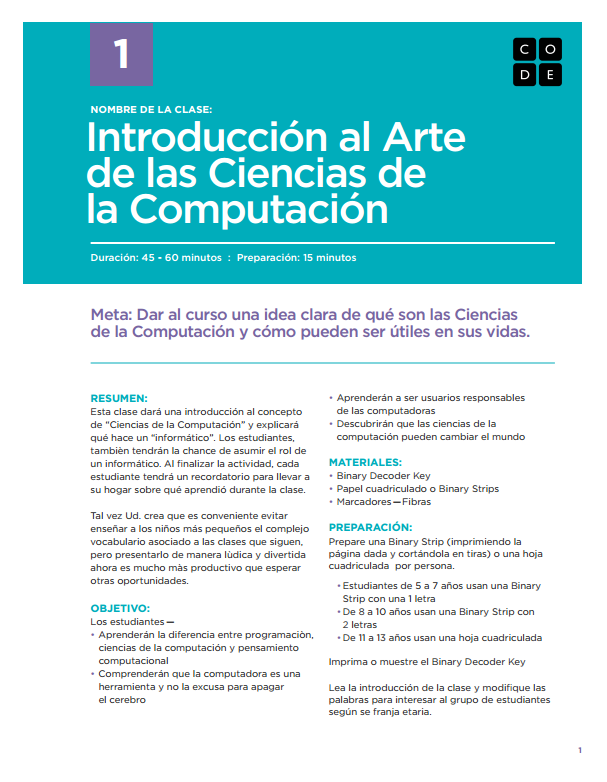 1
C O
D E
NOMBRE DE LA CLASE:
Introducción al Arte
de las Ciencias de
la Computación
Duración: 45 - 60 minutos : Preparación: 15 minutos
Meta: Dar al curso una idea clara de qué son las Ciencias
de la Computación y cómo pueden ser útiles en sus vidas.
RESUMEN:
Esta clase dará una introducción al concepto
de “Ciencias de la Computación” y explicará
qué hace un “informático”. Los estudiantes,
tambièn tendrán la chance de asumir el rol de
un informático. Al finalizar la actividad, cada
estudiante tendrá un recordatorio para llevar a
su hogar sobre qué aprendió durante la clase.
Tal vez Ud. crea que es conveniente evitar
enseñar a los niños más pequeños el complejo
vocabulario asociado a las clases que siguen,
pero presentarlo de manera lùdica y divertida
ahora es mucho màs productivo que esperar
otras oportunidades.
OBJETIVO:
Los estudiantes —
• Aprenderán la diferencia entre programaciòn,
ciencias de la computación y pensamiento
computacional
• Comprenderán que la computadora es una
herramienta y no la excusa para apagar
el cerebro
• Aprenderán a ser usuarios responsables
de las computadoras
• Descubrirán que las ciencias de la
computación pueden cambiar el mundo
MATERIALES:
• Binary Decoder Key
• Papel cuadriculado o Binary Strips
• Marcadores — Fibras
PREPARACIÓN:
Prepare una Binary Strip (imprimiendo la
página dada y cortándola en tiras) o una hoja
cuadriculada por persona.
• Estudiantes de 5 a 7 años usan una Binary
Strip con una 1 letra
• De 8 a 10 años usan una Binary Strip con
2 letras
• De 11 a 13 años usan una hoja cuadriculada
Imprima o muestre el Binary Decoder Key
Lea la introducción de la clase y modifique las
palabras para interesar al grupo de estudiantes
según se franja etaria.
1